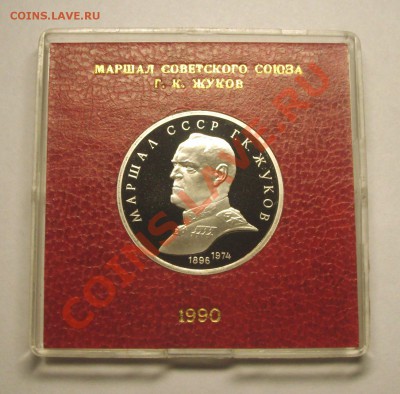 COINS.LAVE.RU
МАРШАЛ СОВЕТСКОГО СОЮЗА
Г. К. ЖУКОВ
МАРШАЛ СССР Г.К. ЖУКОВ
1896 1974
1990
COINS.LAVE.RU